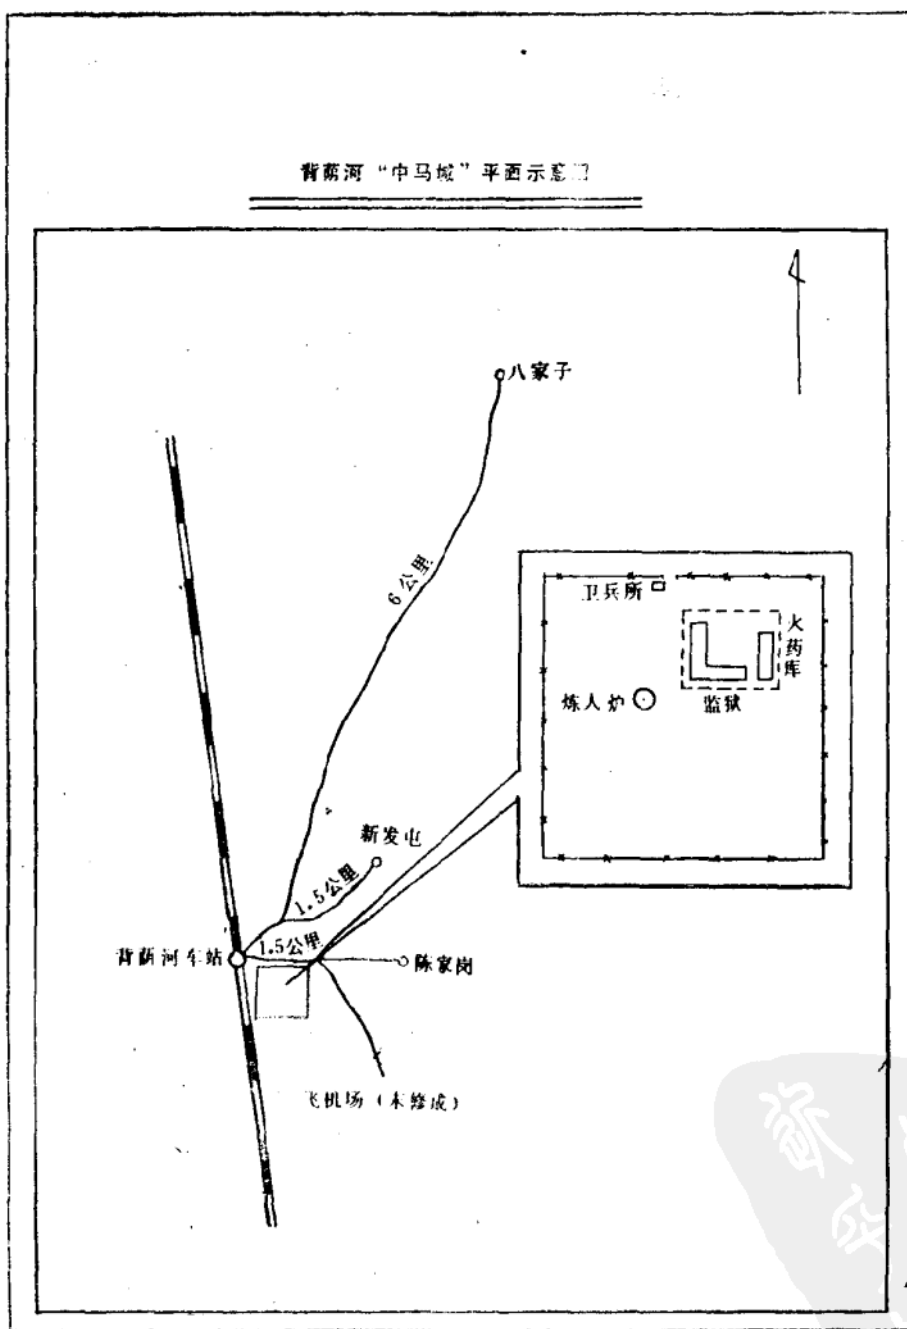 背荫河“中马城”平面示意
八家子
6公里
卫兵所
火药库
炼人炉
监狱
新发屯
1.5公里
1.5公里
背荫河车站
陈家岗
飞机场（未修成）